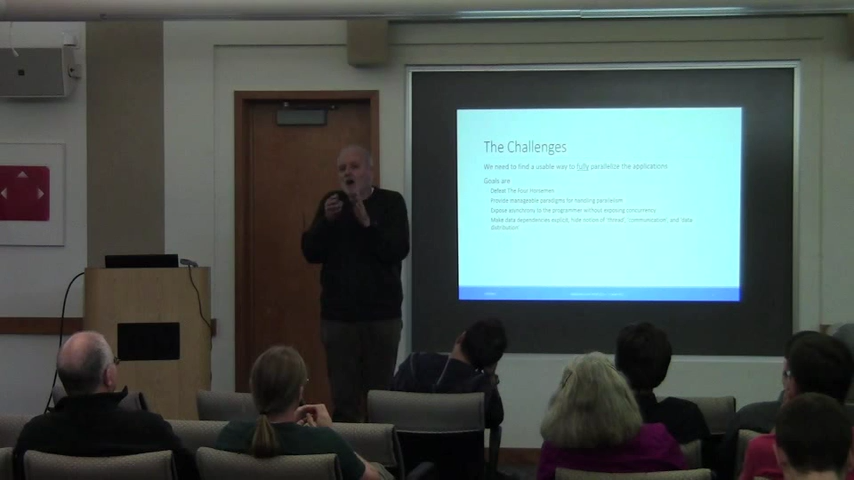 The Challenges
We need to find a usable way to fully parallelize the applications
Goals are
Defeat The Four Horsemen
Provide manageable paradigms for handling parallelism
Expose asynchrony to the programmer without exposing concurrency
Make data dependencies explicit, hide notion of 'thread', 'communication', and 'data
distribution'